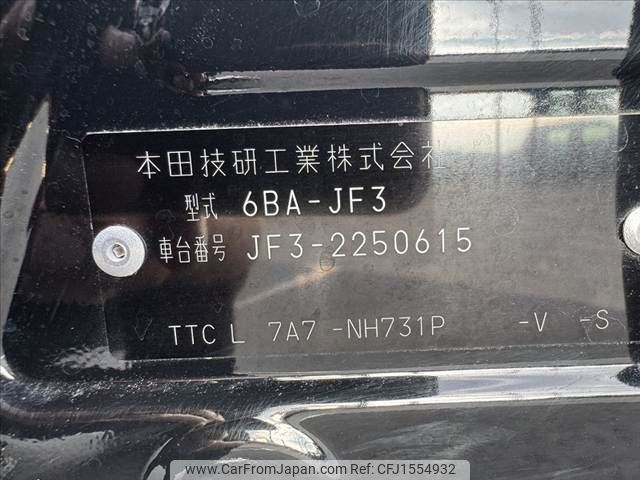 本田技研工業株式会社
型式 6BA-JF3
車台番号 JF3-2250615
TTC L 7A7 -NH731P -V -S
www.CarFromJapan.com | CFJ1554932